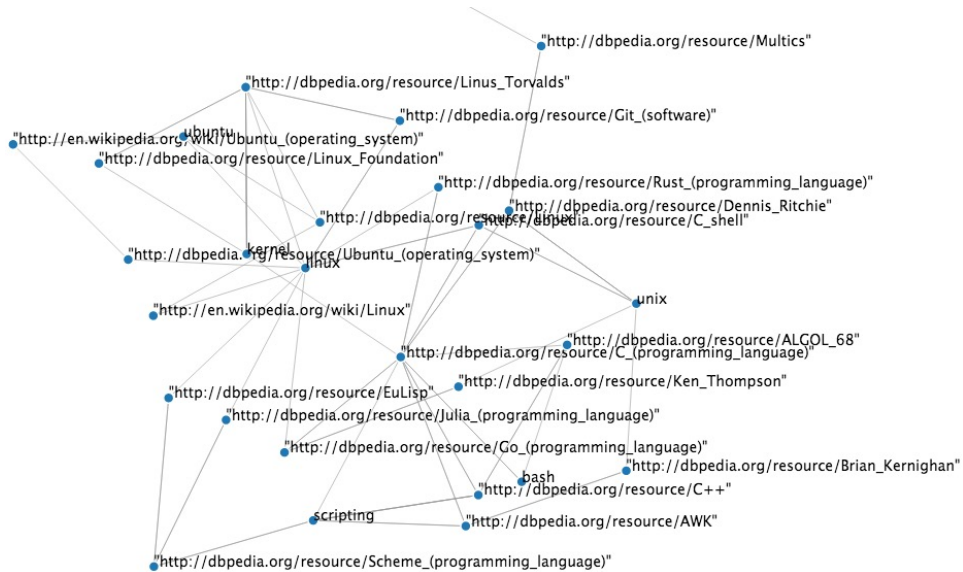 "http://dbpedia.org/resource/Multics"
"http://dbpedia.org/resource/Linus_Torvalds"
"http://dbpedia.org/resource/Git_(software)"
ubuntu
"http://en.wikipedia.org/wiki/Ubuntu_(operating_system)"
"http://dbpedia.org/resource/Linux_Foundation"
"http://dbpedia.org/resource/Rust_(programming_language)"
"http://dbpedia.org/resource/Dennis_Ritchie"
"http://dbpedia.org/resource/Linux"
"http://dbpedia.org/resource/C_shell"
kernel
"http://dbpedia.org/resource/Ubuntu_(operating_system)"
linux
unix
"http://en.wikipedia.org/wiki/Linux"
"http://dbpedia.org/resource/ALGOL_68"
"http://dbpedia.org/resource/C_(programming_language)"
"http://dbpedia.org/resource/Ken_Thompson"
"http://dbpedia.org/resource/EuLisp"
"http://dbpedia.org/resource/Julia_(programming_language)"
"http://dbpedia.org/resource/Go_(programming_language)"
"http://dbpedia.org/resource/Brian_Kernighan"
bash
"http://dbpedia.org/resource/C++"
scripting
"http://dbpedia.org/resource/AWK"
"http://dbpedia.org/resource/Scheme_(programming_language)"